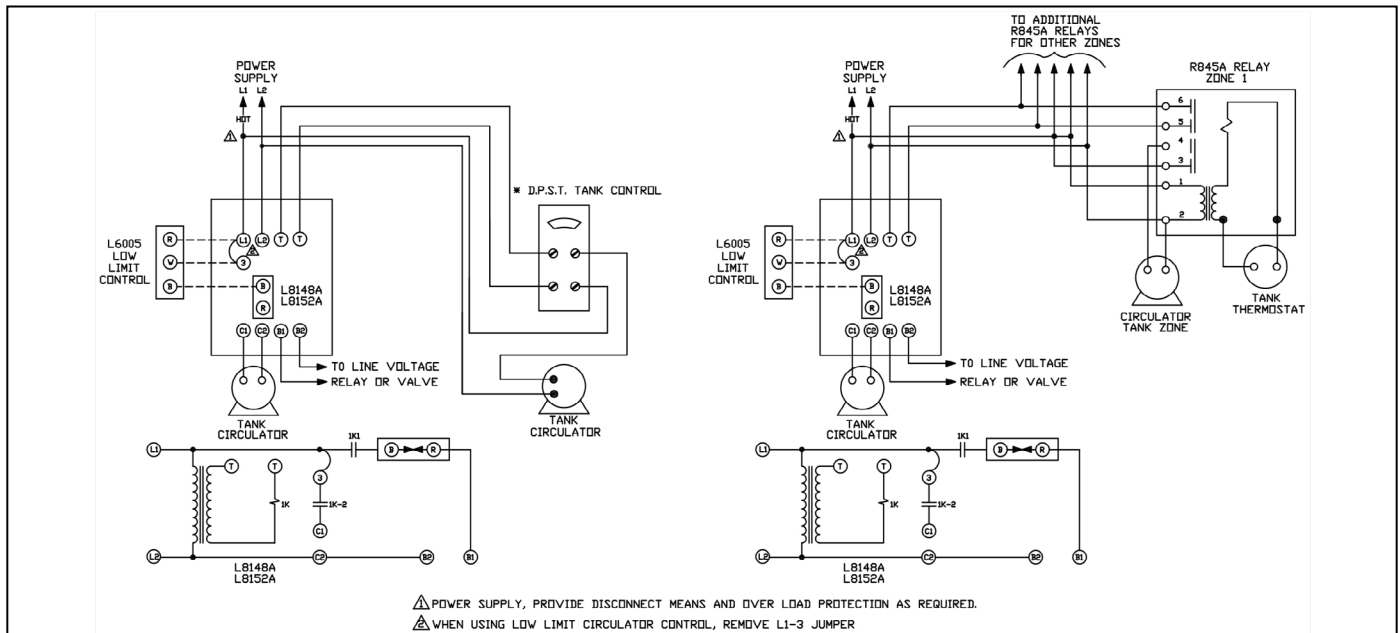 POWER
SUPPLY
L1 L2
HOT
1
* D.P.S.T. TANK CONTROL
L6005
LOW
LIMIT
CONTROL
R
W
B
L1 L2 T T
2
3
B
R
L8148A
L8152A
C1 C2 B1 B2
TO LINE VOLTAGE
RELAY OR VALVE
TANK
CIRCULATOR
TANK
CIRCULATOR
L1
1K1
B R
T T
3
1K
1K-2
C1
L2
C2
B2
B1
L8148A
L8152A
TO ADDITIONAL
R845A RELAYS
FOR OTHER ZONES
POWER
SUPPLY
L1 L2
HOT
1
R845A RELAY
ZONE 1
6
5
4
3
1
2
L6005
LOW
LIMIT
CONTROL
R
W
B
L1 L2 T T
2
3
B
R
L8148A
L8152A
C1 C2 B1 B2
TO LINE VOLTAGE
RELAY OR VALVE
TANK
CIRCULATOR
CIRCULATOR
TANK ZONE
TANK
THERMOSTAT
L1
1K1
B R
T T
3
1K
1K-2
C1
L2
C2
B2
B1
L8148A
L8152A
1 POWER SUPPLY, PROVIDE DISCONNECT MEANS AND OVER LOAD PROTECTION AS REQUIRED.
2 WHEN USING LOW LIMIT CIRCULATOR CONTROL, REMOVE L1-3 JUMPER